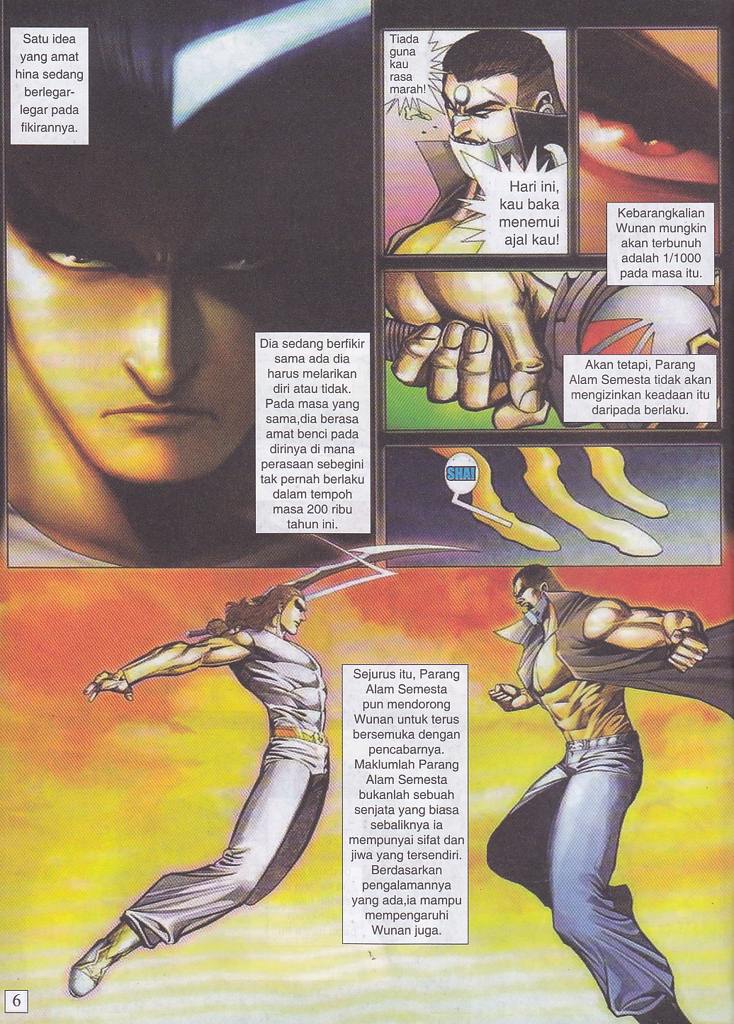 Satu idea
yang amat
hina sedang
berlegar-
legar pada
fikirannya.
Dia sedang berfikir
sama ada dia
harus melarikan
diri atau tidak.
Pada masa yang
sama,dia berasa
amat benci pada
dirinya di mana
perasaan sebegini
tak pernah berlaku
dalam tempoh
masa 200 ribu
tahun ini.
Tiada
guna
kau
rasa
marah!
Hari ini,
kau baka
menemui
ajal kau!
Kebarangkalian
Wunan mungkin
akan terbunuh
adalah 1/1000
pada masa itu.
Akan tetapi, Parang
Alam Semesta tidak akan
mengizinkan keadaan itu
daripada berlaku.
SHA!
Sejurus itu, Parang
Alam Semesta
pun mendorong
Wunan untuk terus
bersemuka dengan
pencabarnya.
Maklumlah Parang
Alam Semesta
bukanlah sebuah
senjata yang biasa
sebaliknya ia
mempunyai sifat dan
jiwa yang tersendiri.
Berdasarkan
pengalamannya
yang ada,ia mampu
mempengaruhi
Wunan juga.
6